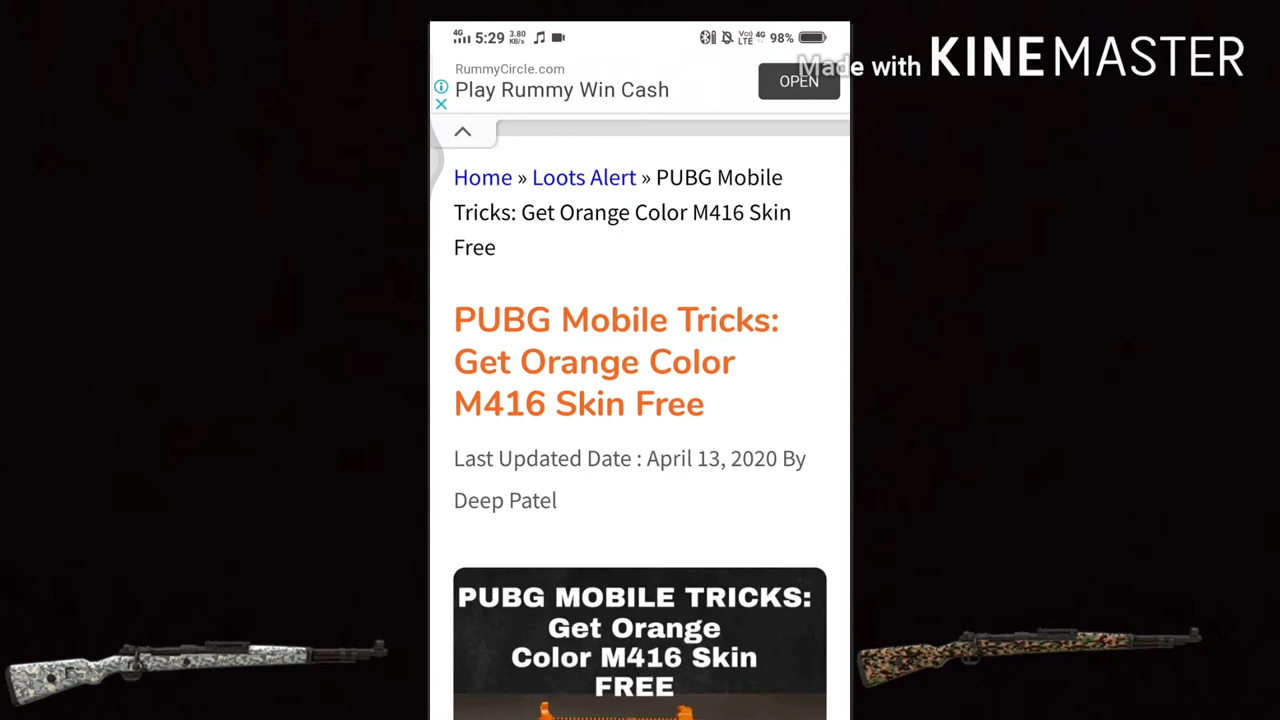 4G 5:29 3.80 KB/s Vo) LTE 4G 98%
Made with KINEMASTER
RummyCircle.com
Play Rummy Win Cash
OPEN
Home » Loots Alert » PUBG Mobile
Tricks: Get Orange Color M416 Skin
Free
PUBG Mobile Tricks:
Get Orange Color
M416 Skin Free
Last Updated Date : April 13, 2020 By
Deep Patel
PUBG MOBILE TRICKS:
Get Orange
Color M416 Skin
FREE